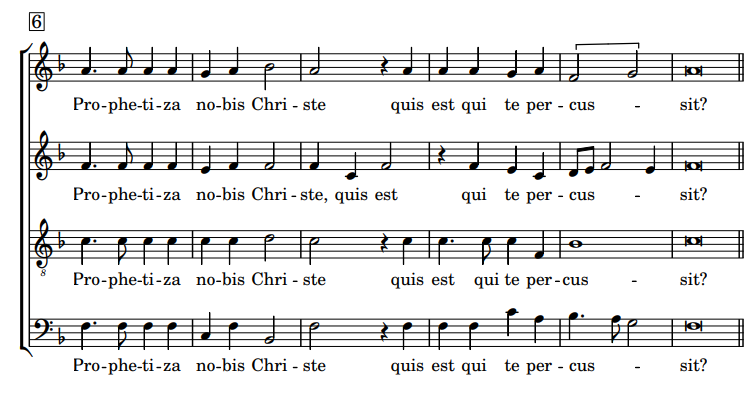 6
Pro-phe-ti-za no-bis Chri-ste quis est qui te per-cus-sit?
Pro-phe-ti-za no-bis Chri-ste, quis est qui te per-cus-sit?
8
Pro-phe-ti-za no-bis Chri-ste quis est qui te per-cus-sit?
Pro-phe-ti-za no-bis Chri-ste quis est qui te per-cus-sit?